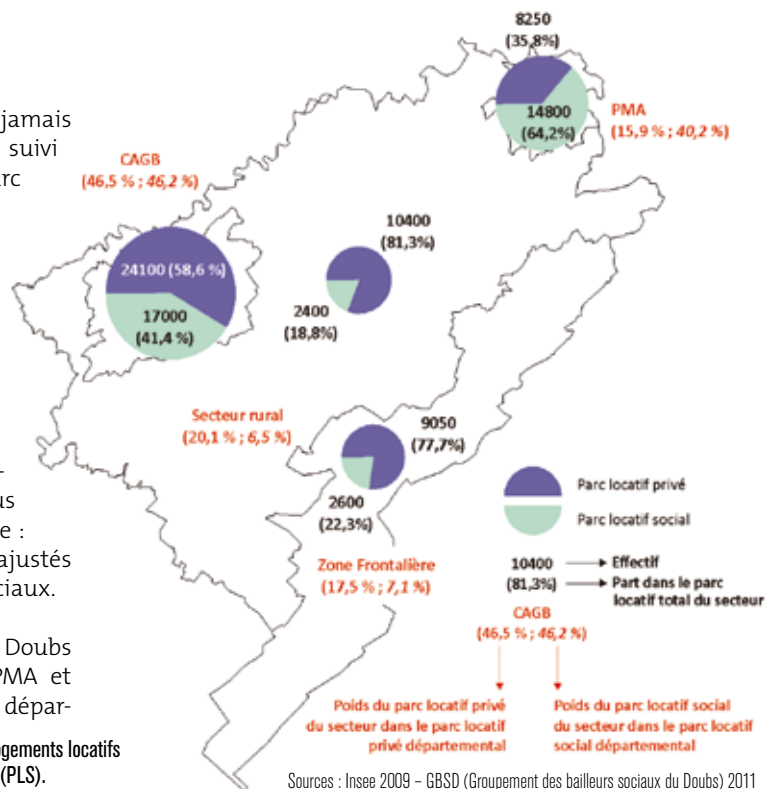 jamais
suivi
arc
-
us
e :
ajustés
ciaux.
Doubs
PMA et
dépar-
ogements locatifs
(PLS).
8250
(35,8%)
14800
(64,2%)
PMA
(15,9 % ; 40,2 %)
CAGB
(46,5 % ; 46,2 %)
24100 (58,6 %)
17000
(41,4 %)
10400
(81,3%)
2400
(18,8%)
Secteur rural
(20,1 % ; 6,5 %)
9050
(77,7%)
2600
(22,3%)
Zone Frontalière
(17,5 % ; 7,1 %)
Parc locatif privé
Parc locatif social
10400 → Effectif
(81,3%) → Part dans le parc
locatif total du secteur
CAGB
(46,5 % ; 46,2 %)
Poids du parc locatif privé
du secteur dans le parc locatif
privé départemental
Poids du parc locatif social
du secteur dans le parc locatif
social départemental
Sources : Insee 2009 – GBSD (Groupement des bailleurs sociaux du Doubs) 2011